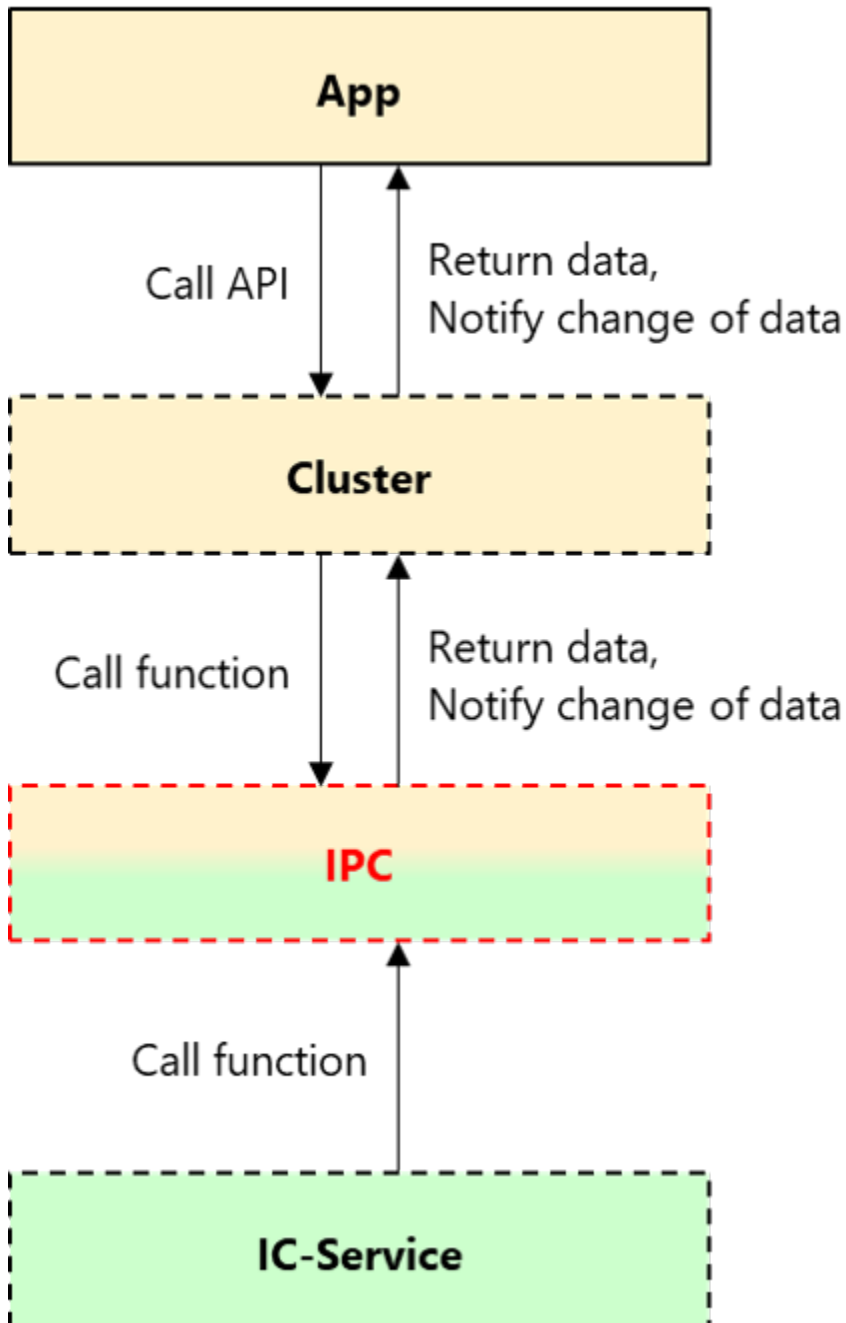 App
Call API
Return data,
Notify change of data
Cluster
Call function
Return data,
Notify change of data
IPC
Call function
IC-Service